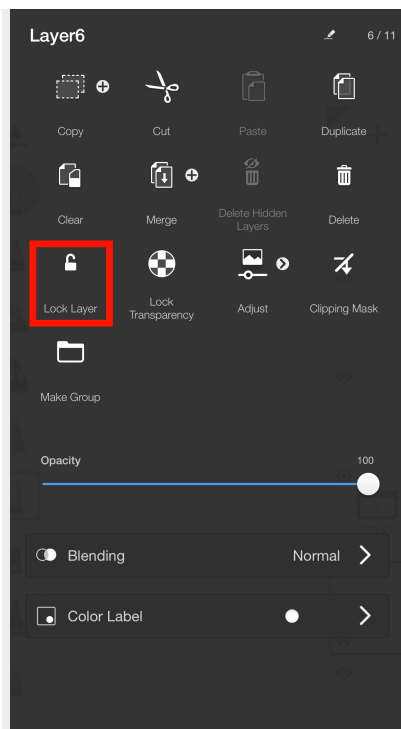 Layer6
6 / 11
Copy
Cut
Paste
Duplicate
Clear
Merge
Delete Hidden
Layers
Delete
Lock Layer
Lock
Transparency
Adjust
Clipping Mask
Make Group
Opacity
100
Blending
Normal
Color Label